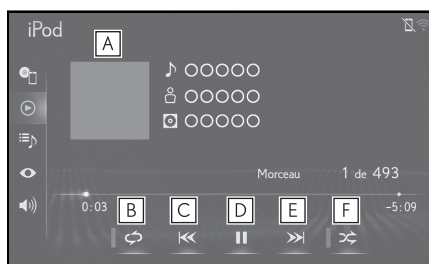 iPod
A
OOOOO
OOOOO
OOOOO
Morceau 1 de 493
0:03 -5:09
B C D E F